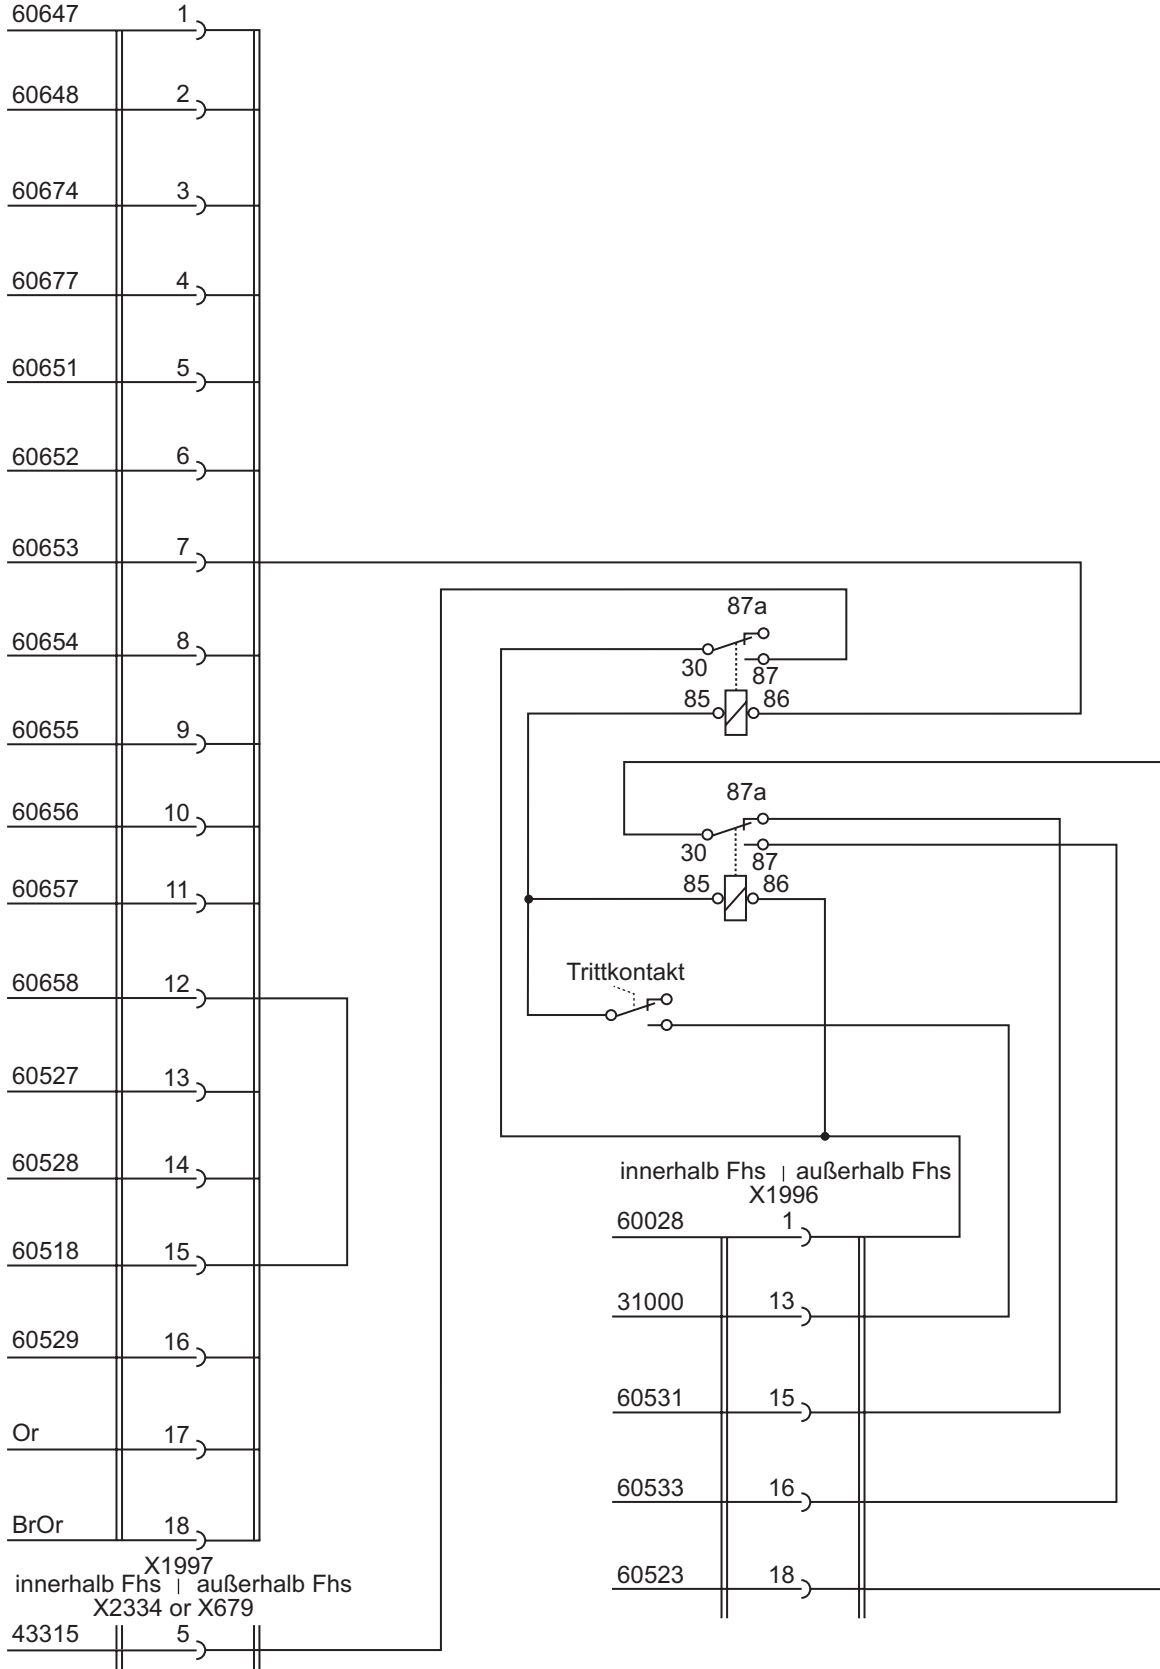 60647 1
60648 2
60674 3
60677 4
60651 5
60652 6
60653 7
60654 8
60655 9
60656 10
60657 11
60658 12
60527 13
60528 14
60518 15
60529 16
Or 17
BrOr 18
X1997
innerhalb Fhs | außerhalb Fhs
X2334 or X679
43315 5
87a
30
87
85 86
87a
30
87
85 86
Trittkontakt
innerhalb Fhs | außerhalb Fhs
X1996
60028 1
31000 13
60531 15
60533 16
60523 18